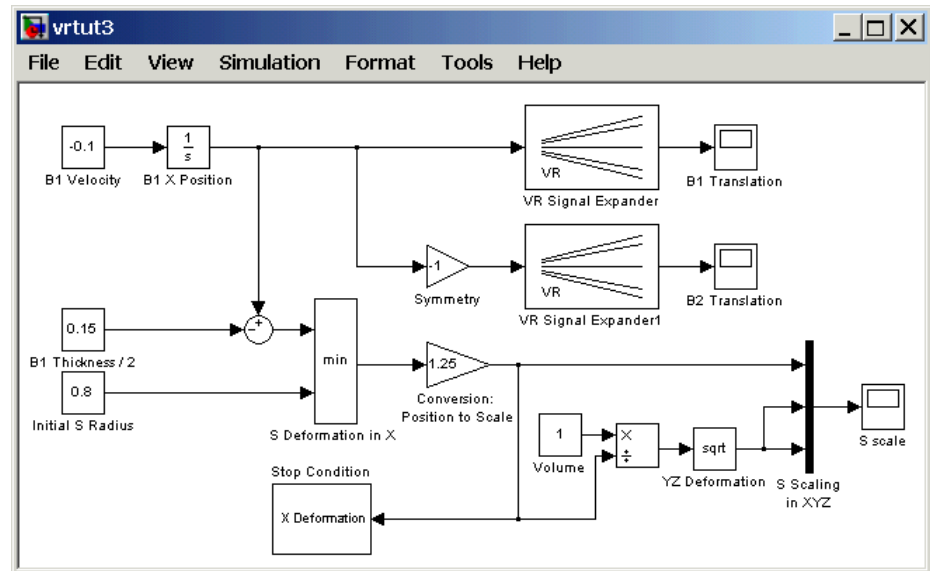 vrtut3
File Edit View Simulation Format Tools Help
-0.1
B1 Velocity
1
s
B1 X Position
VR
VR Signal Expander
B1 Translation
-1
Symmetry
VR
VR Signal Expander1
B2 Translation
0.15
B1 Thickness / 2
- +
0.8
Initial S Radius
min
S Deformation in X
1.25
Conversion:
Position to Scale
1
Volume
×
÷
sqrt
YZ Deformation
S Scaling
in XYZ
S scale
Stop Condition
X Deformation